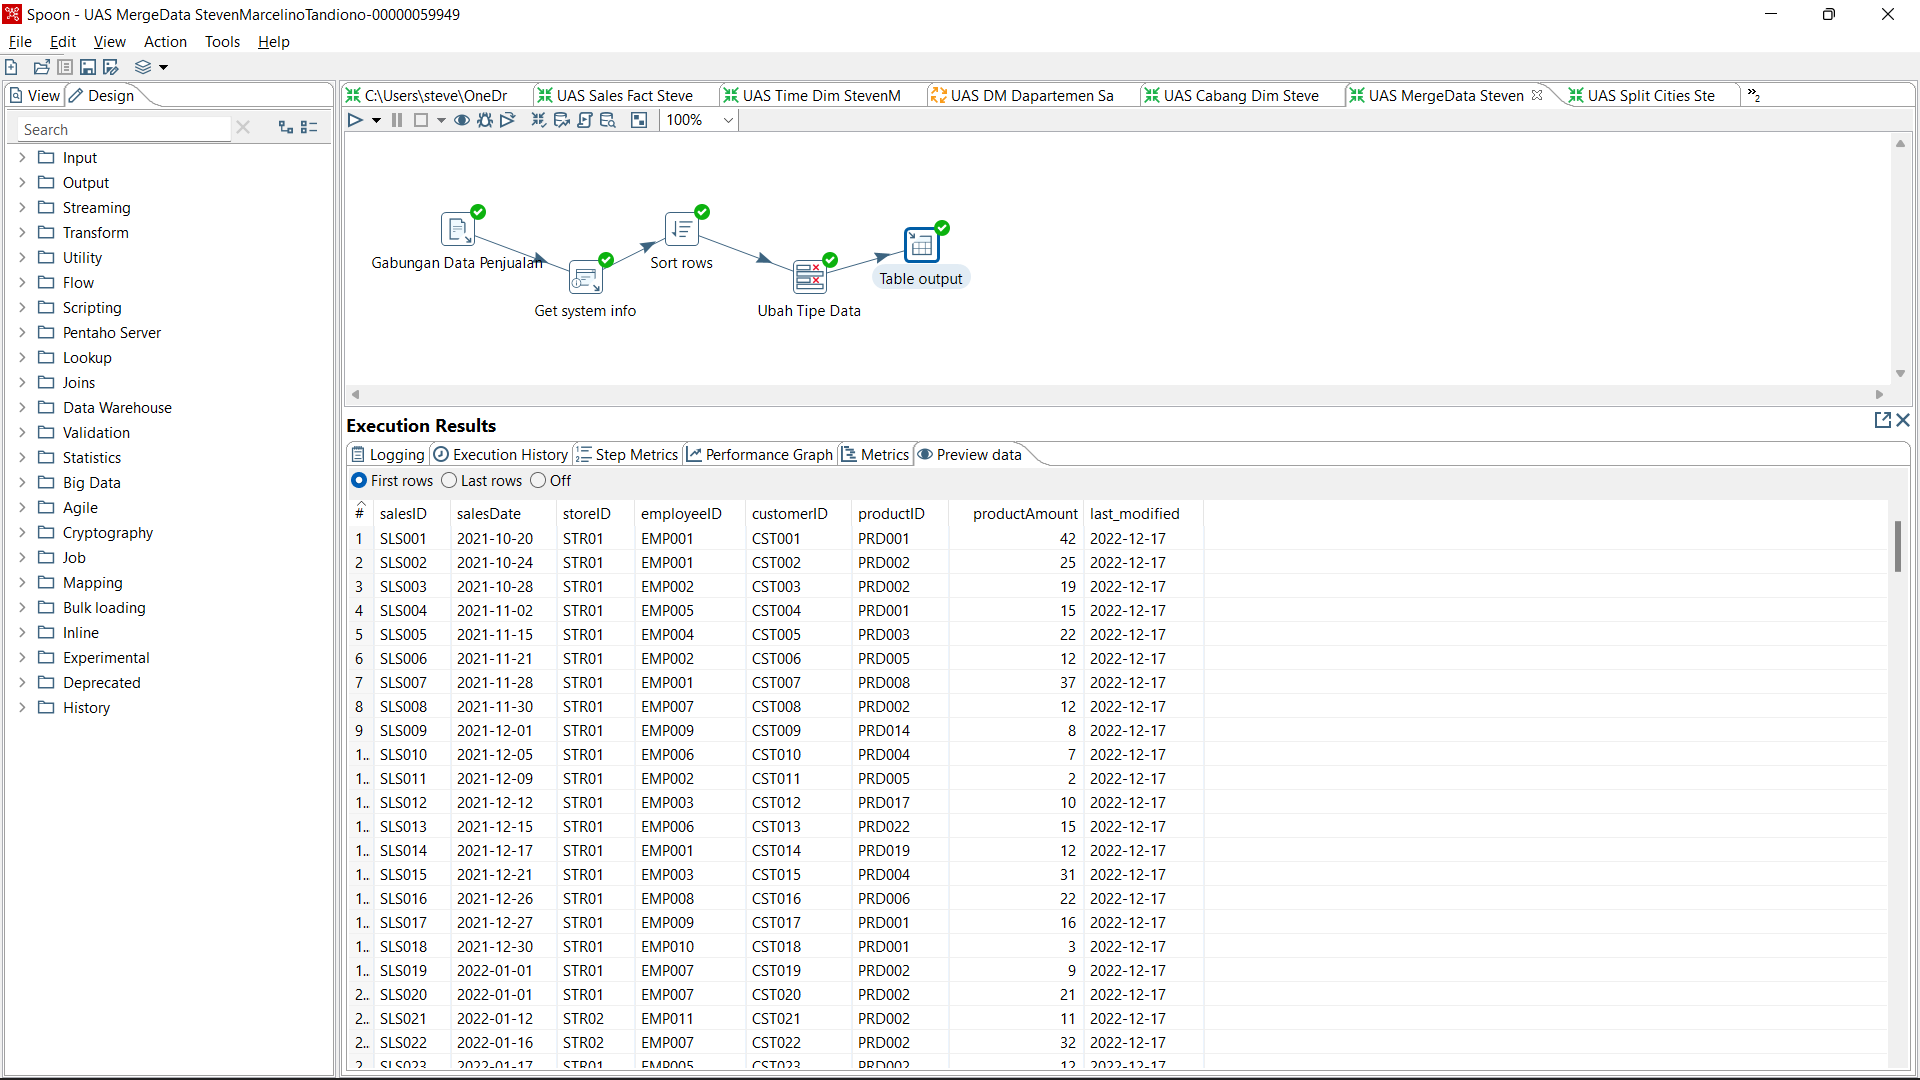 Spoon - UAS MergeData StevenMarcelinoTandiono-00000059949
File Edit View Action Tools Help
View Design
C:\Users\steve\OneDr UAS Sales Fact Steve UAS Time Dim StevenM UAS DM Dapartemen Sa UAS Cabang Dim Steve UAS MergeData Steven UAS Split Cities Ste »2
Search
100%
Input
Output
Streaming
Transform
Utility
Flow
Scripting
Pentaho Server
Lookup
Joins
Data Warehouse
Validation
Statistics
Big Data
Agile
Cryptography
Job
Mapping
Bulk loading
Inline
Experimental
Deprecated
History
Gabungan Data Penjualan
Get system info
Sort rows
Ubah Tipe Data
Table output
Execution Results
Logging Execution History Step Metrics Performance Graph Metrics Preview data
First rows Last rows Off
# salesID salesDate storeID employeeID customerID productID productAmount last_modified
1 SLS001 2021-10-20 STR01 EMP001 CST001 PRD001 42 2022-12-17
2 SLS002 2021-10-24 STR01 EMP001 CST002 PRD002 25 2022-12-17
3 SLS003 2021-10-28 STR01 EMP002 CST003 PRD002 19 2022-12-17
4 SLS004 2021-11-02 STR01 EMP005 CST004 PRD001 15 2022-12-17
5 SLS005 2021-11-15 STR01 EMP004 CST005 PRD003 22 2022-12-17
6 SLS006 2021-11-21 STR01 EMP002 CST006 PRD005 12 2022-12-17
7 SLS007 2021-11-28 STR01 EMP001 CST007 PRD008 37 2022-12-17
8 SLS008 2021-11-30 STR01 EMP007 CST008 PRD002 12 2022-12-17
9 SLS009 2021-12-01 STR01 EMP009 CST009 PRD014 8 2022-12-17
1.. SLS010 2021-12-05 STR01 EMP006 CST010 PRD004 7 2022-12-17
1.. SLS011 2021-12-09 STR01 EMP002 CST011 PRD005 2 2022-12-17
1.. SLS012 2021-12-12 STR01 EMP003 CST012 PRD017 10 2022-12-17
1.. SLS013 2021-12-15 STR01 EMP006 CST013 PRD022 15 2022-12-17
1.. SLS014 2021-12-17 STR01 EMP001 CST014 PRD019 12 2022-12-17
1.. SLS015 2021-12-21 STR01 EMP003 CST015 PRD004 31 2022-12-17
1.. SLS016 2021-12-26 STR01 EMP008 CST016 PRD006 22 2022-12-17
1.. SLS017 2021-12-27 STR01 EMP009 CST017 PRD001 16 2022-12-17
1.. SLS018 2021-12-30 STR01 EMP010 CST018 PRD001 3 2022-12-17
1.. SLS019 2022-01-01 STR01 EMP007 CST019 PRD002 9 2022-12-17
2.. SLS020 2022-01-01 STR01 EMP007 CST020 PRD002 21 2022-12-17
2.. SLS021 2022-01-12 STR02 EMP011 CST021 PRD002 11 2022-12-17
2.. SLS022 2022-01-16 STR02 EMP007 CST022 PRD002 32 2022-12-17
2.. SLS023 2022-01-17 STR01 EMP005 CST023 PRD002 12 2022-12-17